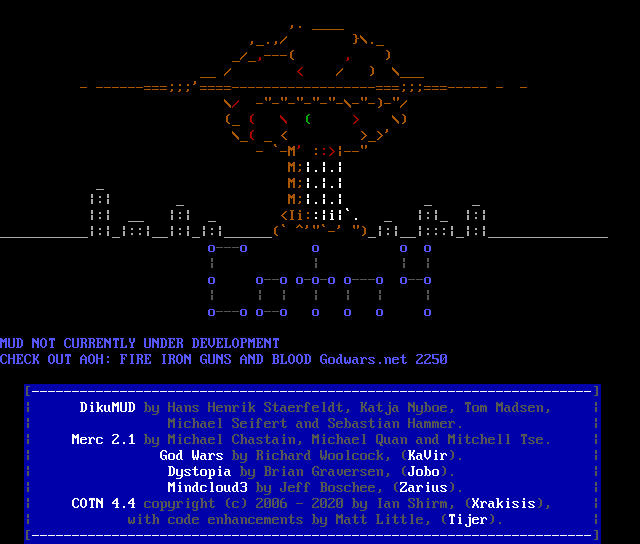 MUD NOT CURRENTLY UNDER DEVELOPMENT
CHECK OUT AOH: FIRE IRON GUNS AND BLOOD Godwars.net 2250
DikuMUD by Hans Henrik Staerfeldt, Katja Nyboe, Tom Madsen,
Michael Seifert and Sebastian Hammer.
Merc 2.1 by Michael Chastain, Michael Quan and Mitchell Tse.
God Wars by Richard Woolcock, (KaVir).
Dystopia by Brian Graversen, (Jobo).
Mindcloud3 by Jeff Boschee, (Zarius).
COTN 4.4 copyright (c) 2006 - 2020 by Ian Shirm, (Xrakisis),
with code enhancements by Matt Little, (Tijer).